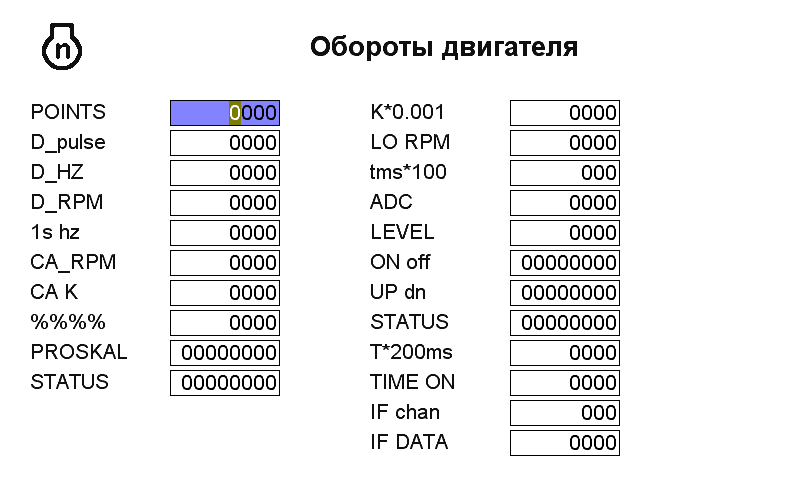 n
Обороты двигателя
POINTS 0000
D_pulse 0000
D_HZ 0000
D_RPM 0000
1s hz 0000
CA_RPM 0000
CA K 0000
%%%% 0000
PROSKAL 00000000
STATUS 00000000
K*0.001 0000
LO RPM 0000
tms*100 000
ADC 0000
LEVEL 0000
ON off 00000000
UP dn 00000000
STATUS 00000000
T*200ms 0000
TIME ON 0000
IF chan 000
IF DATA 0000